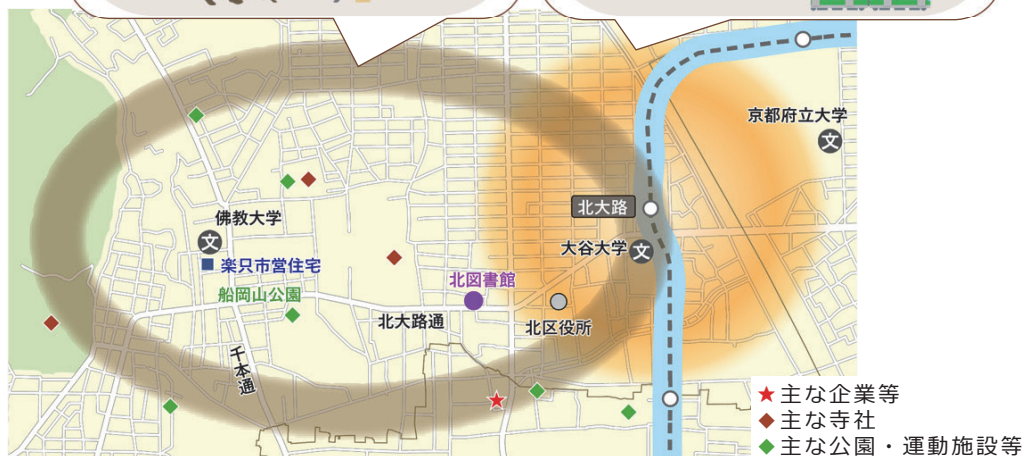 京都府立大学
文
北大路
佛教大学
文
大谷大学
文
楽只市営住宅
北図書館
船岡山公園
北大路通
北区役所
千本通
主な企業等
主な寺社
主な公園・運動施設等